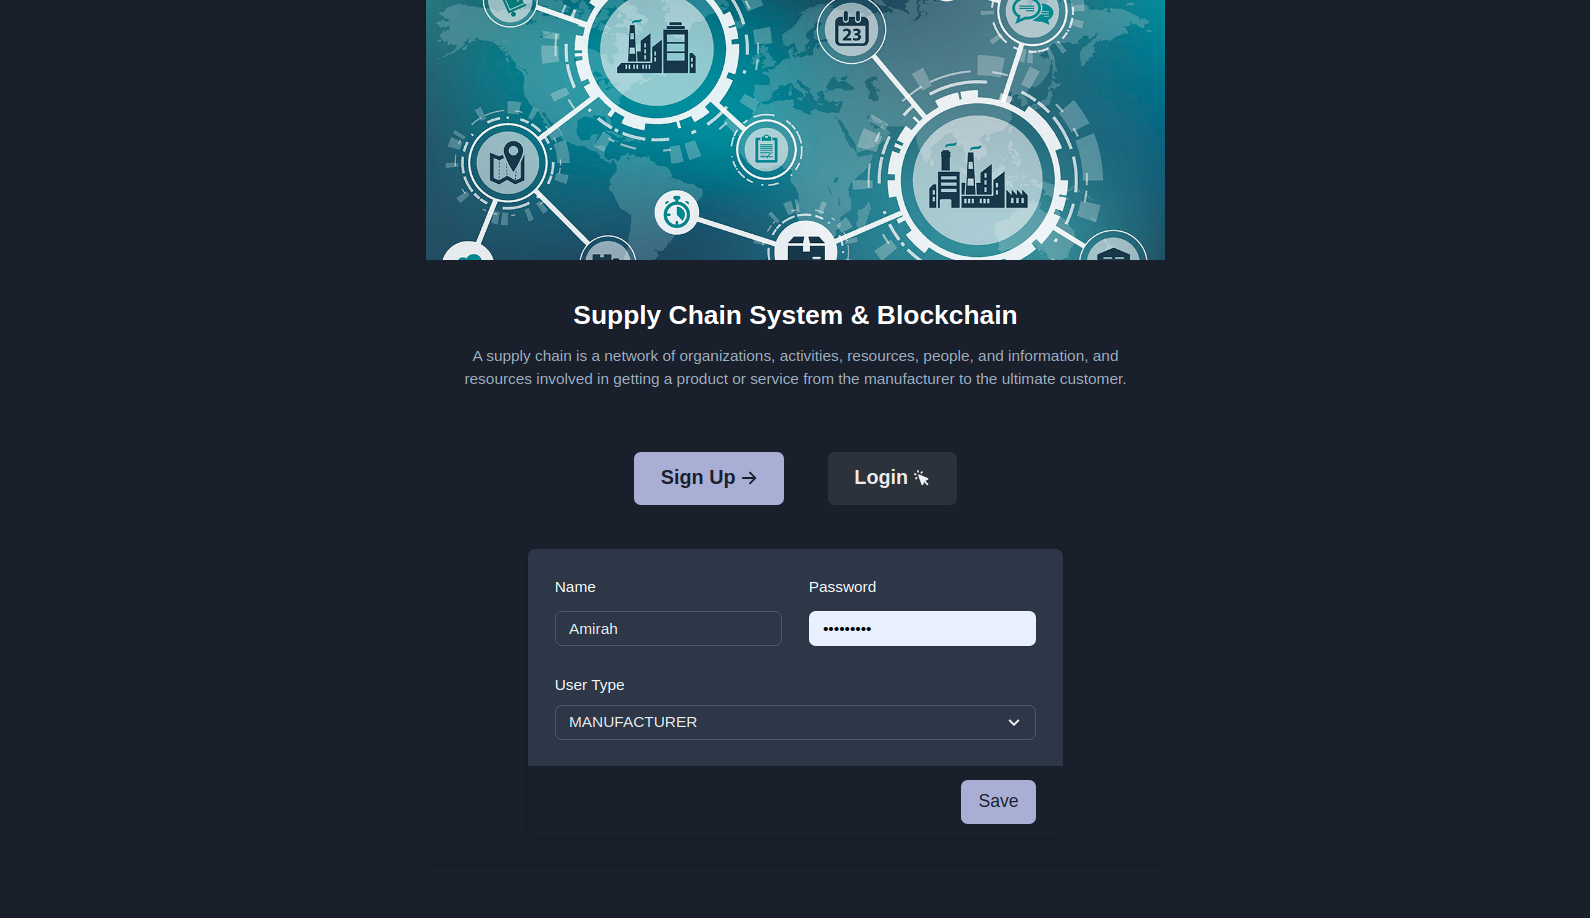 23
Supply Chain System & Blockchain
A supply chain is a network of organizations, activities, resources, people, and information, and
resources involved in getting a product or service from the manufacturer to the ultimate customer.
Sign Up
Login
Name
Password
Amirah
•••••••••
User Type
MANUFACTURER
Save